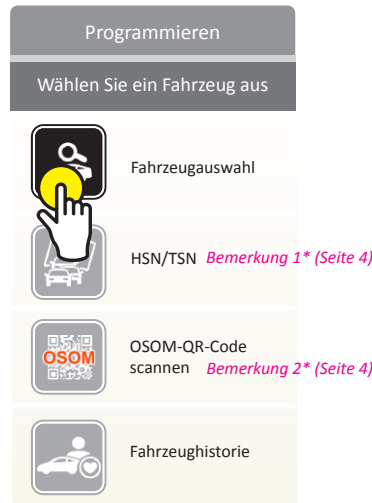 Programmieren
Wählen Sie ein Fahrzeug aus
Fahrzeugauswahl
HSN/TSN Bemerkung 1* (Seite 4)
OSOM
OSOM-QR-Code
scannen Bemerkung 2* (Seite 4)
Fahrzeughistorie